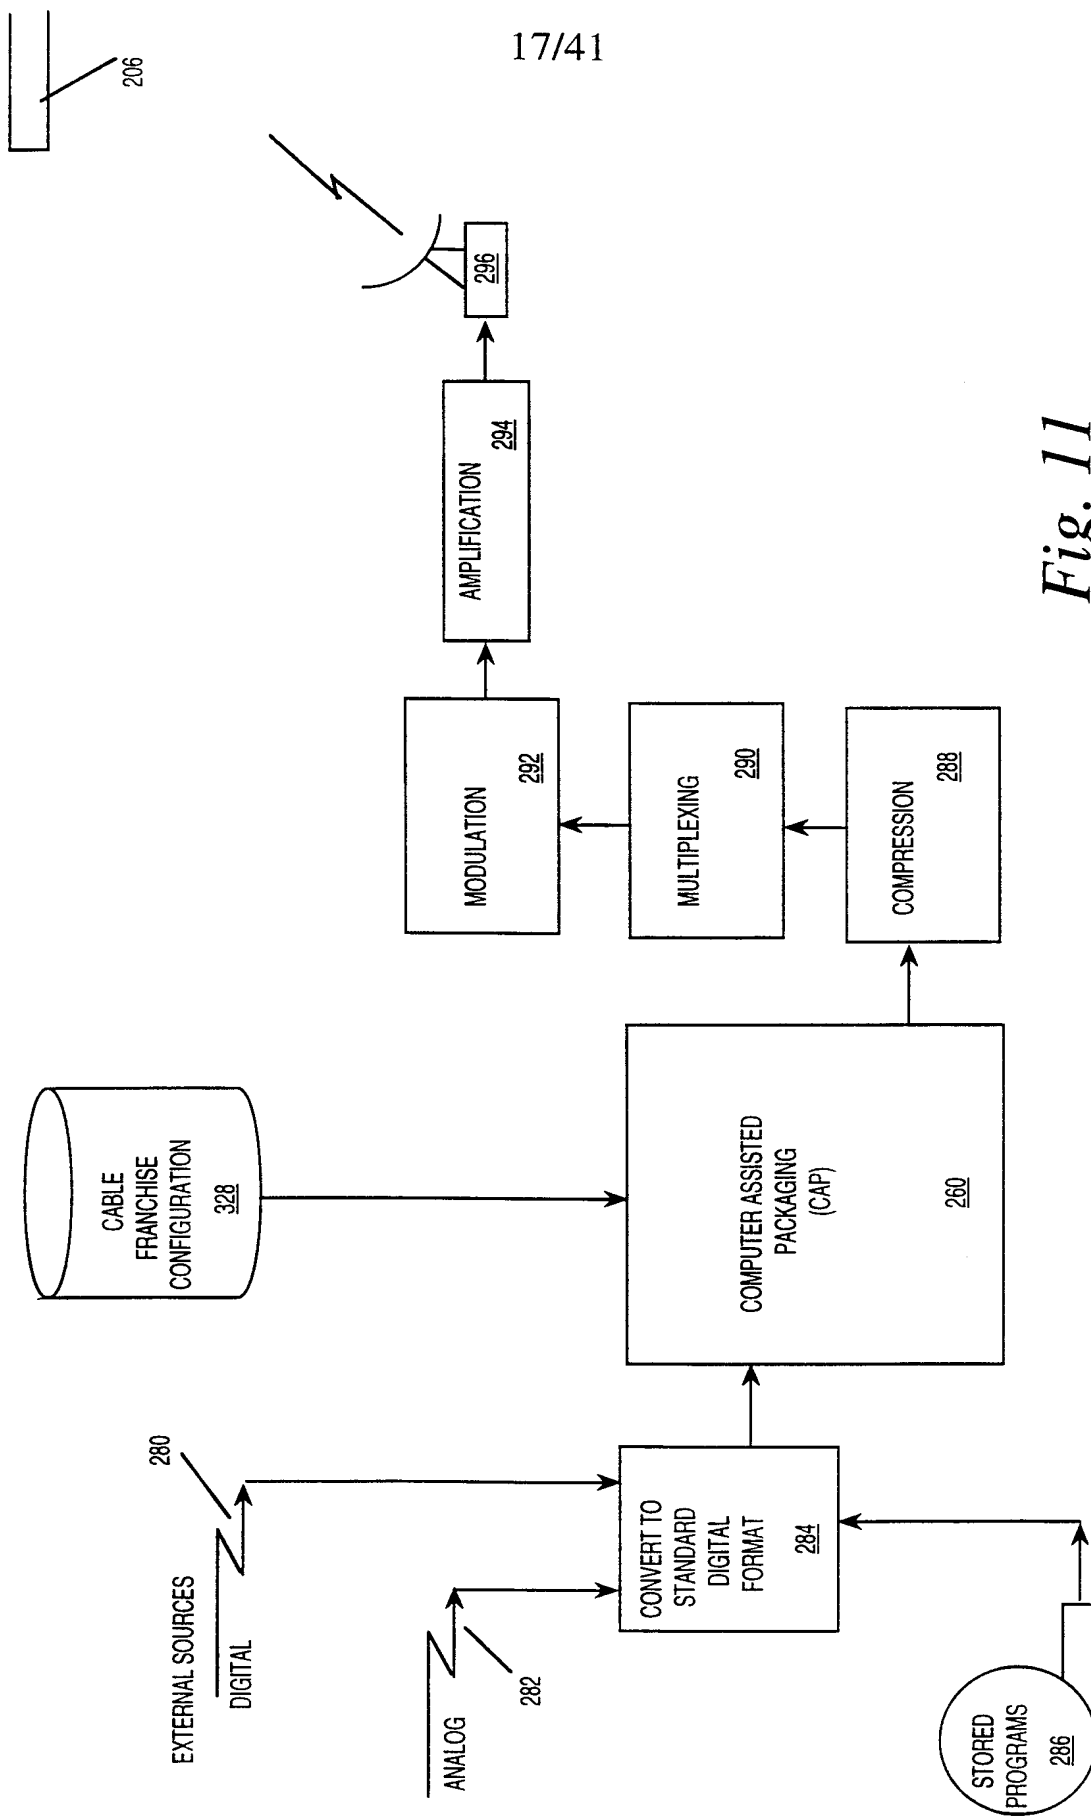 17/41
206
296
AMPLIFICATION
294
MODULATION
292
MULTIPLEXING
290
COMPRESSION
288
CABLE
FRANCHISE
CONFIGURATION
328
COMPUTER ASSISTED
PACKAGING
(CAP)
260
EXTERNAL SOURCES
DIGITAL
280
ANALOG
282
CONVERT TO
STANDARD
DIGITAL
FORMAT
284
STORED
PROGRAMS
286
Fig. 11